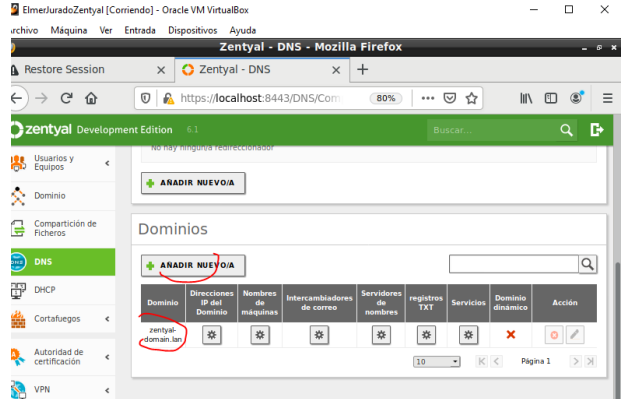 ElmerJuradoZentyal [Corriendo] - Oracle VM VirtualBox
Archivo Máquina Ver Entrada Dispositivos Ayuda
Zentyal - DNS - Mozilla Firefox
Restore Session
Zentyal - DNS
https://localhost:8443/DNS/Com
80%
zentyal Development Edition 6.1
Buscar...
No hay ningún/a redireccionador
Usuarios y
Equipos
AÑADIR NUEVO/A
Dominio
Compartición de
Ficheros
Dominios
DNS
AÑADIR NUEVO/A
DHCP
Dominio
Direcciones
IP del
Dominio
Nombres
de
máquinas
Intercambiadores
de correo
Servidores
de
nombres
registros
TXT
Servicios
Dominio
dinámico
Acción
Cortafuegos
zentyal-
domain.lan
Autoridad de
certificación
10
Página 1
VPN